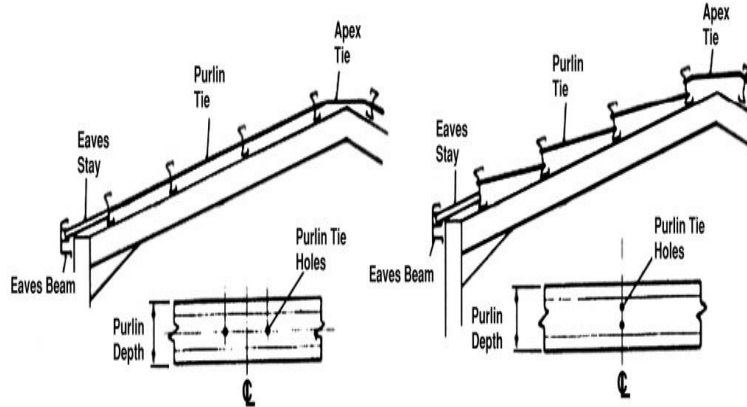 Apex
Tie
Purlin
Tie
Eaves
Stay
Eaves Beam
Purlin Tie
Holes
Purlin
Depth
℄
Apex
Tie
Purlin
Tie
Eaves
Stay
Eaves Beam
Purlin Tie
Holes
Purlin
Depth
℄